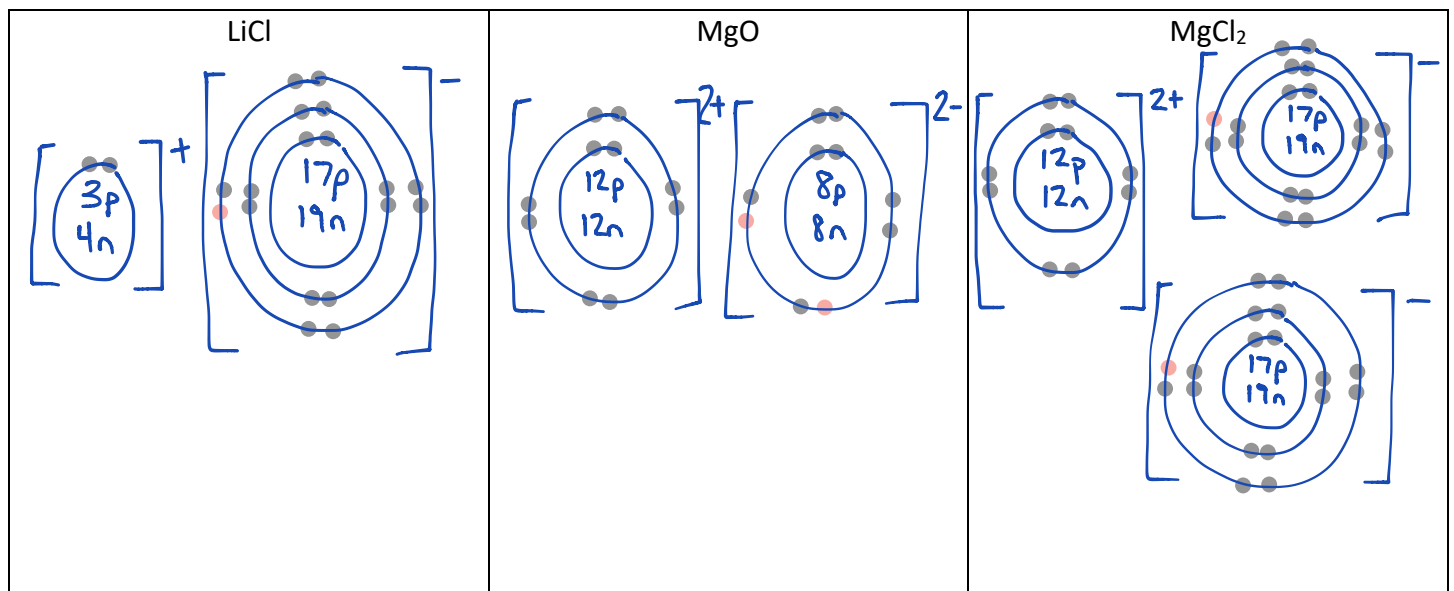 LiCl
3p
4n
+
17p
19n
−
MgO
12p
12n
2+
8p
8n
2-
MgCl₂
12p
12n
2+
17p
19n
−
17p
19n
−